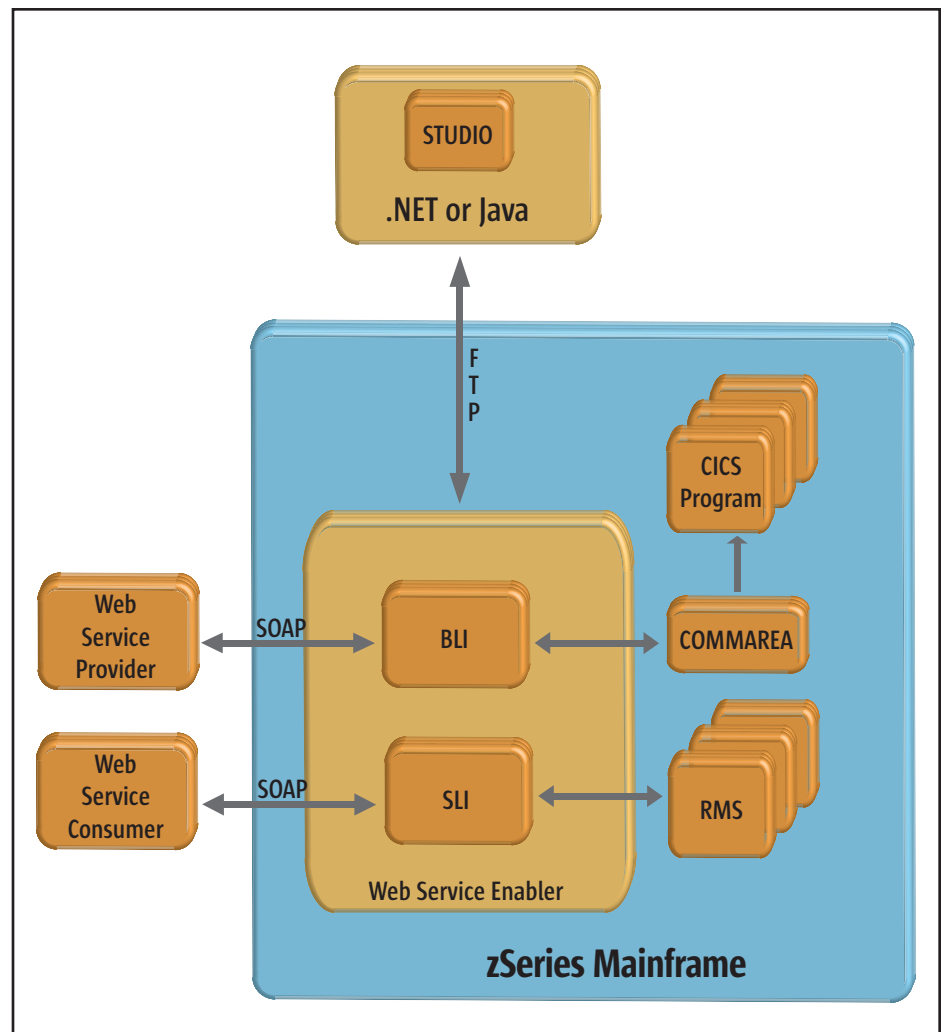 STUDIO
.NET or Java
F
T
P
CICS
Program
Web
Service
Provider
SOAP
BLI
COMMAREA
Web
Service
Consumer
SOAP
SLI
RMS
Web Service Enabler
zSeries Mainframe